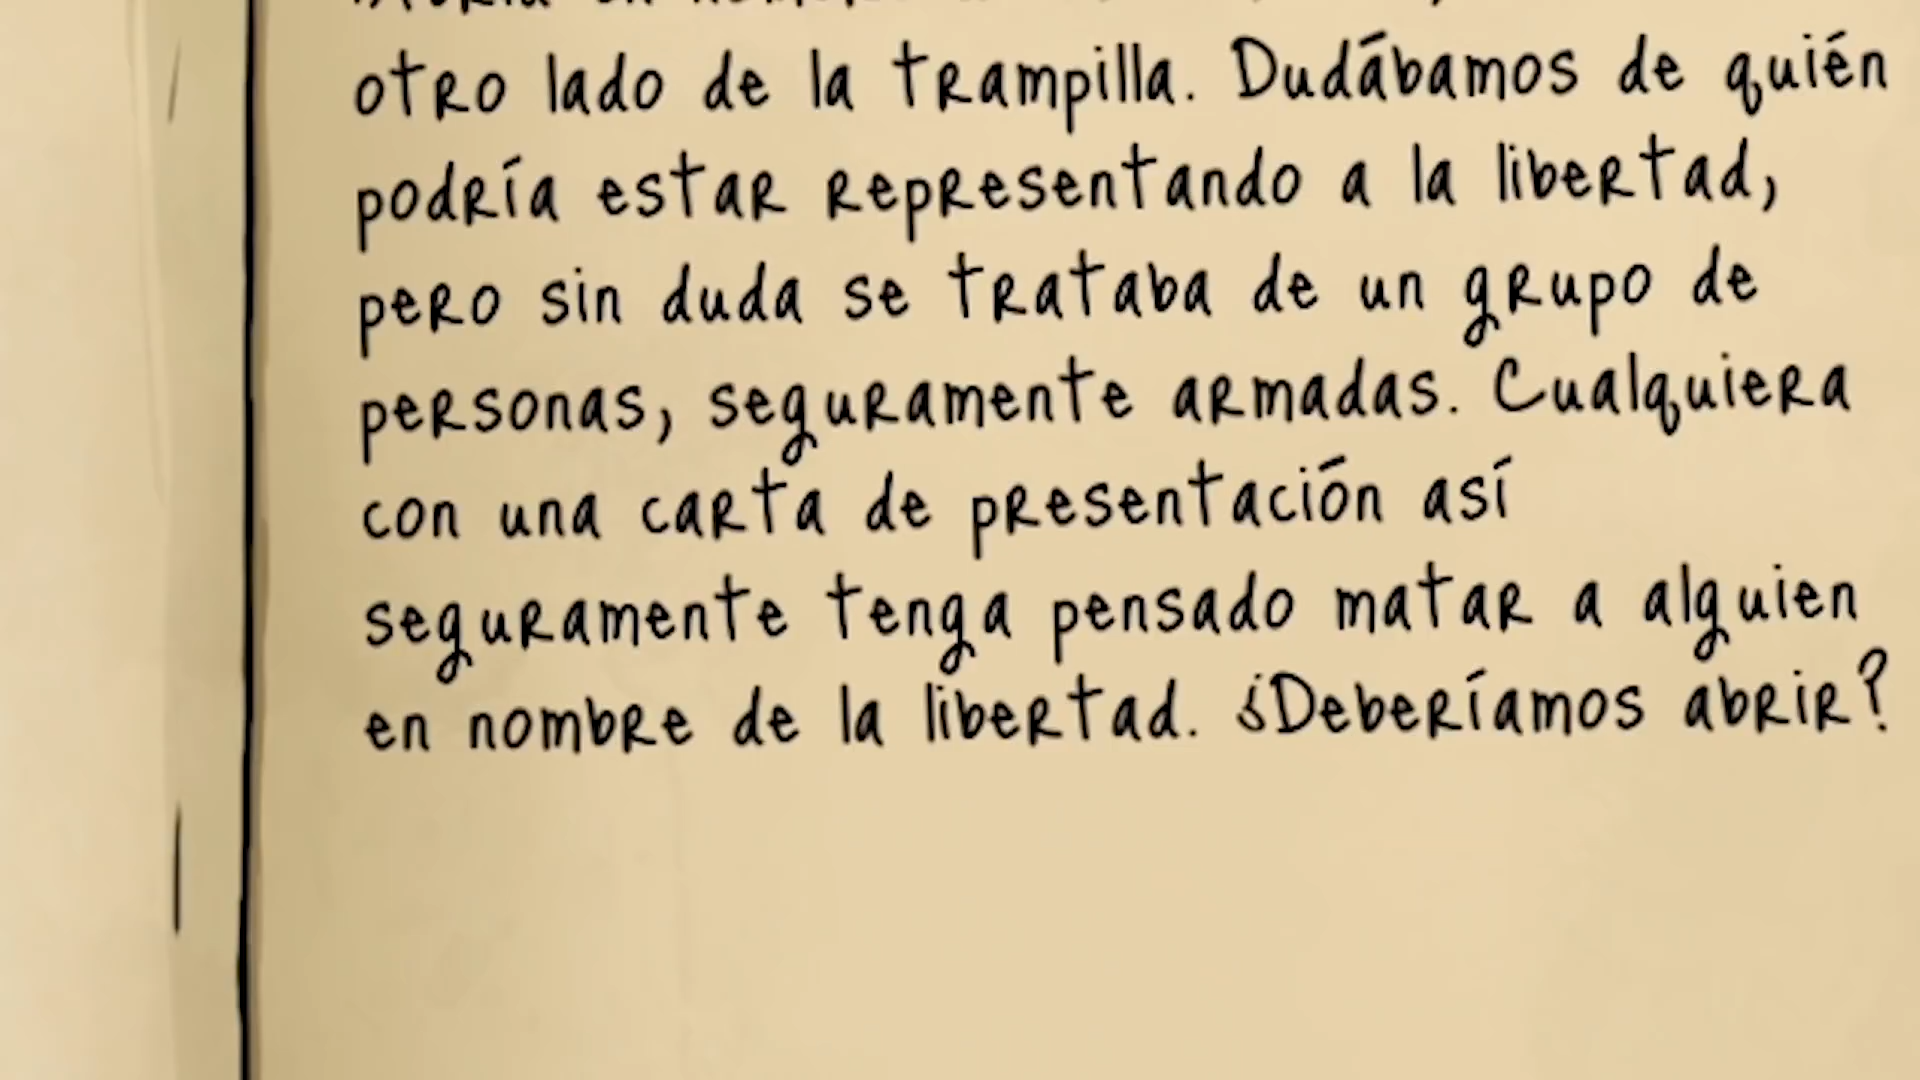 otro lado de la trampilla. Dudábamos de quién
podría estar representando a la libertad,
pero sin duda se trataba de un grupo de
personas, seguramente armadas. Cualquiera
con una carta de presentación así
seguramente tenga pensado matar a alguien
en nombre de la libertad. ¿Deberíamos abrir?